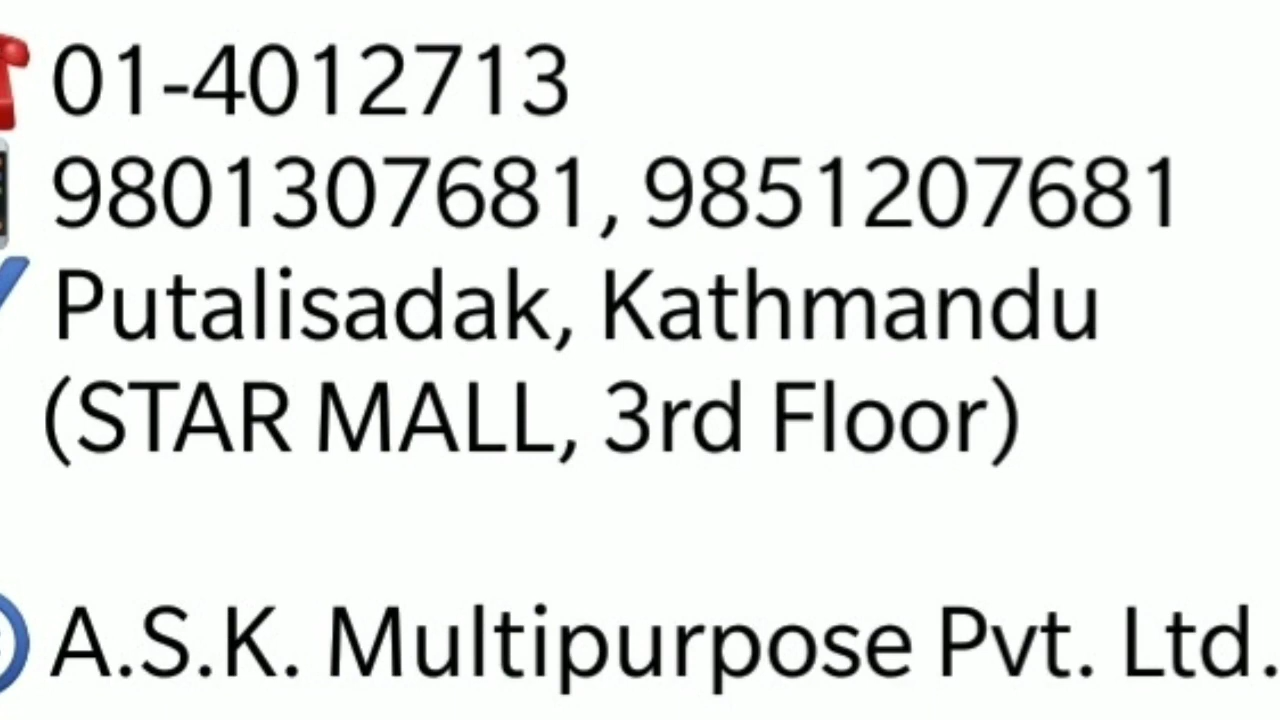 01-4012713
9801307681, 9851207681
Putalisadak, Kathmandu
(STAR MALL, 3rd Floor)
A.S.K. Multipurpose Pvt. Ltd.